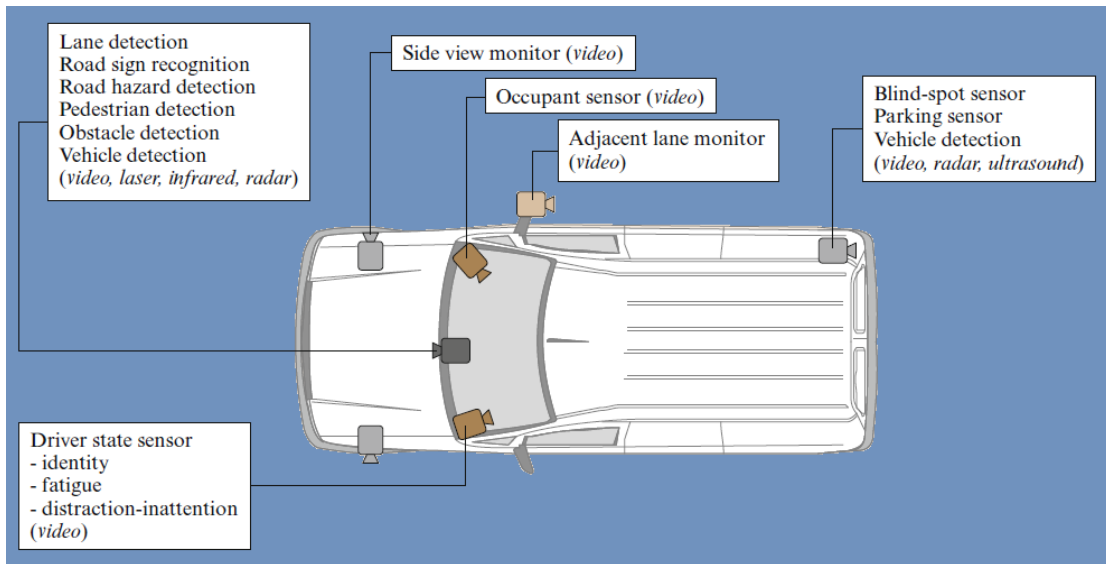 Lane detection
Road sign recognition
Road hazard detection
Pedestrian detection
Obstacle detection
Vehicle detection
(video, laser, infrared, radar)
Side view monitor (video)
Occupant sensor (video)
Adjacent lane monitor
(video)
Blind-spot sensor
Parking sensor
Vehicle detection
(video, radar, ultrasound)
Driver state sensor
- identity
- fatigue
- distraction-inattention
(video)